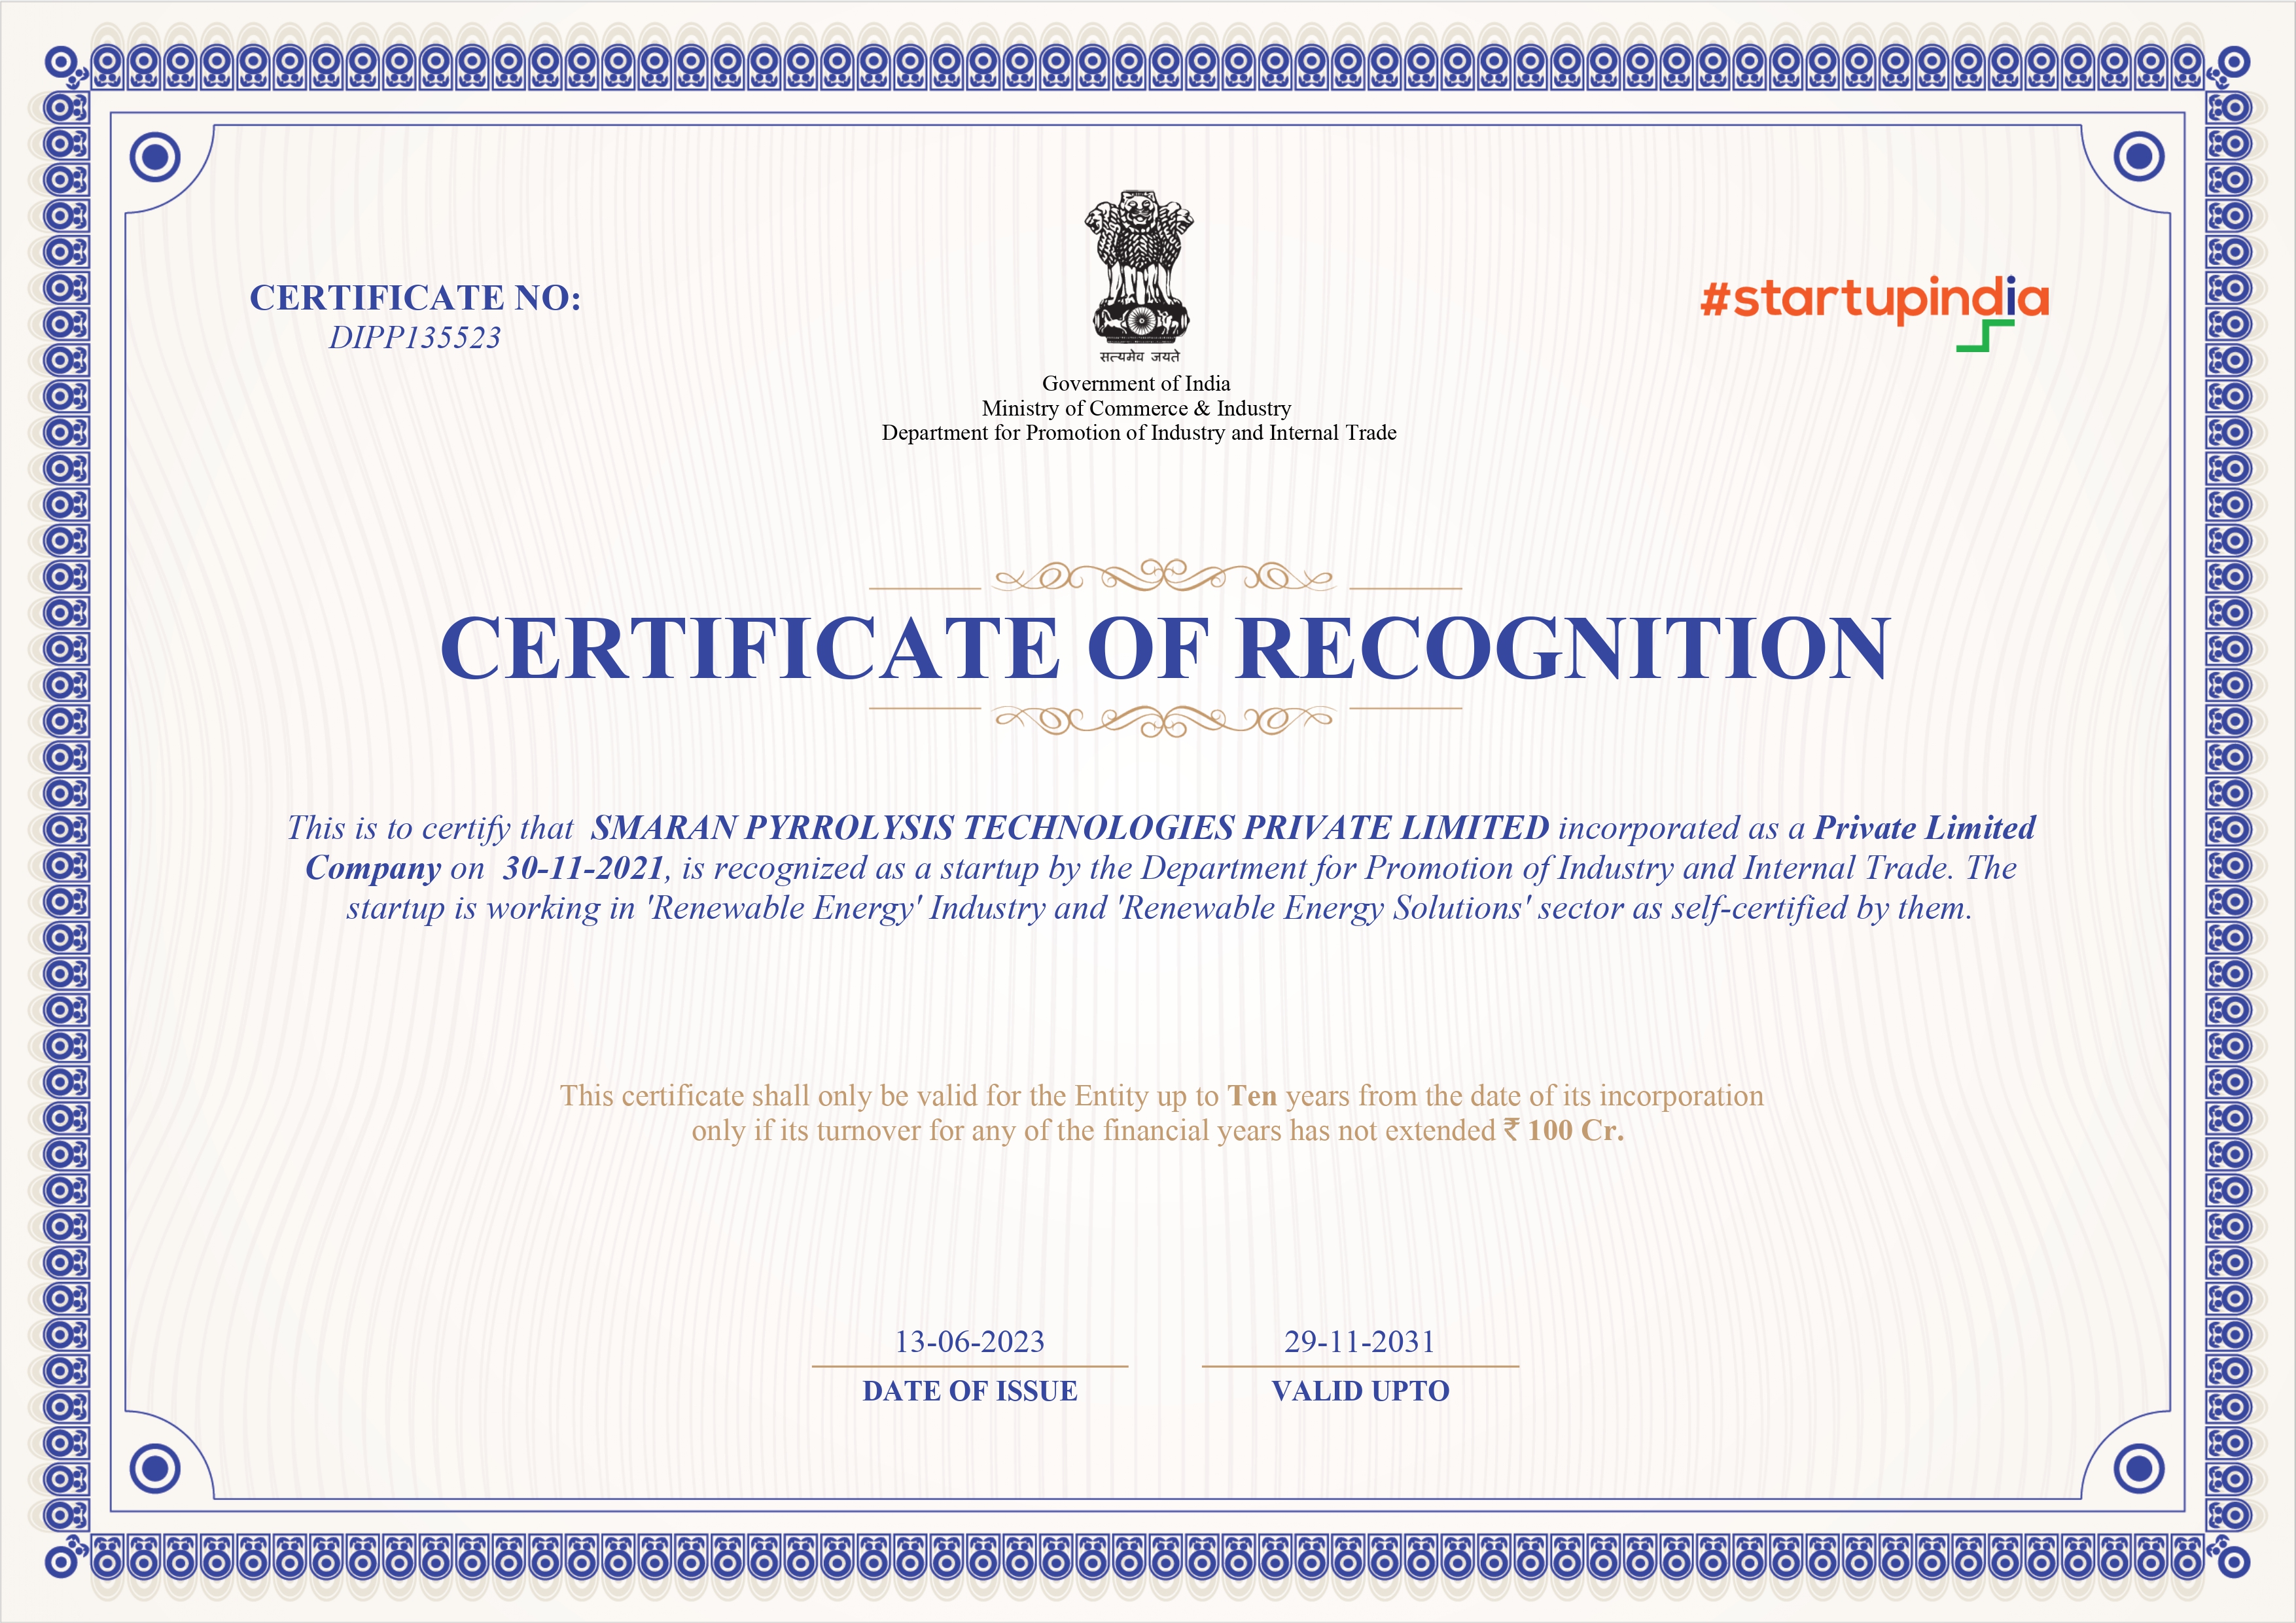 CERTIFICATE NO:
DIPP135523
सत्यमेव जयते
Government of India
Ministry of Commerce & Industry
Department for Promotion of Industry and Internal Trade
#startupindia
CERTIFICATE OF RECOGNITION
This is to certify that SMARAN PYRROLYSIS TECHNOLOGIES PRIVATE LIMITED incorporated as a Private Limited
Company on 30-11-2021, is recognized as a startup by the Department for Promotion of Industry and Internal Trade. The
startup is working in 'Renewable Energy' Industry and 'Renewable Energy Solutions' sector as self-certified by them.
This certificate shall only be valid for the Entity up to Ten years from the date of its incorporation
only if its turnover for any of the financial years has not extended ₹ 100 Cr.
13-06-2023
DATE OF ISSUE
29-11-2031
VALID UPTO